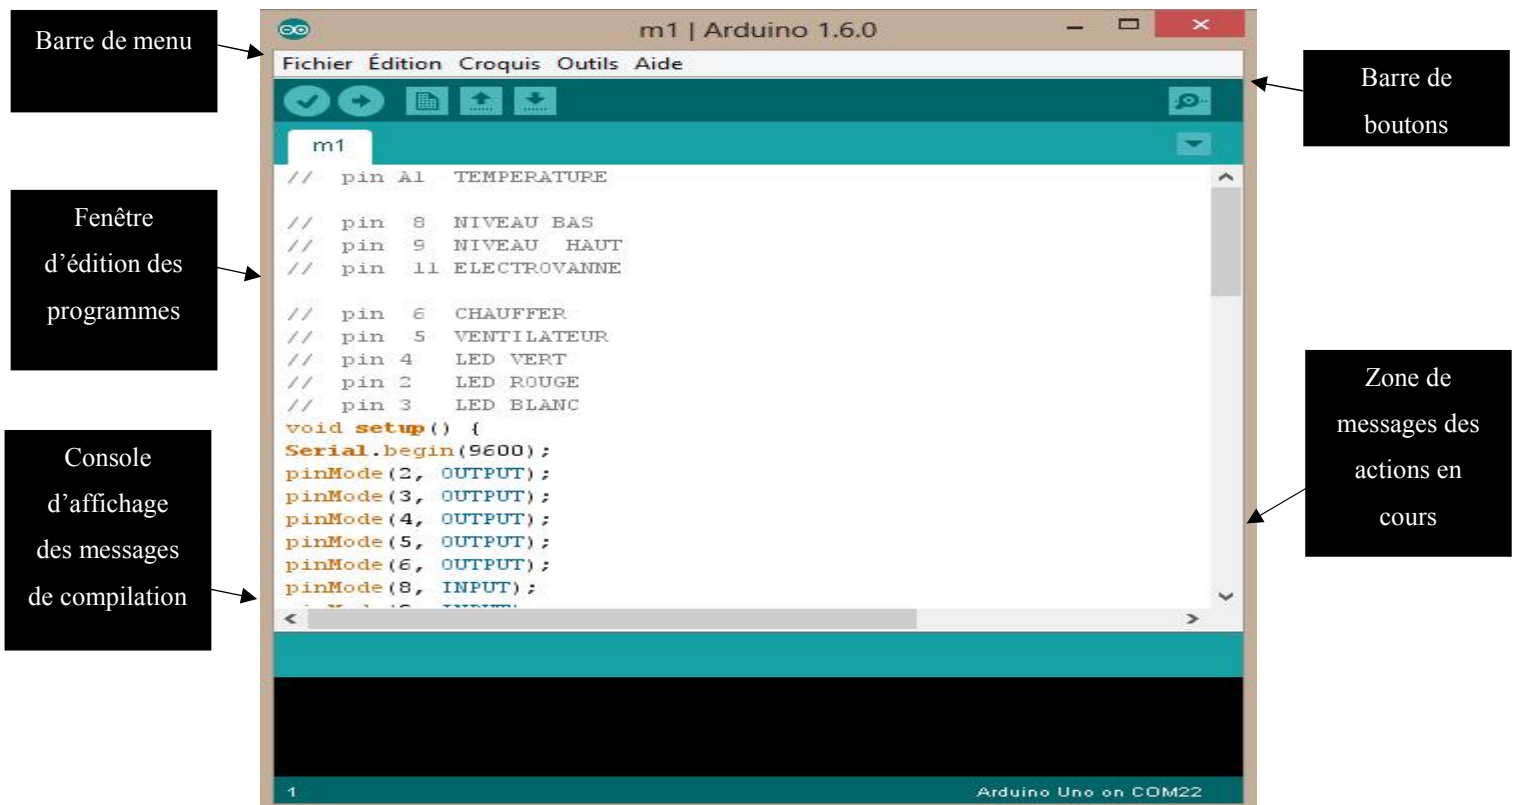 Barre de menu
Fenêtre
d'édition des
programmes
Console
d'affichage
des messages
de compilation
m1 | Arduino 1.6.0
Fichier Édition Croquis Outils Aide
m1
// pin A1 TEMPERATURE
// pin 8 NIVEAU BAS
// pin 9 NIVEAU HAUT
// pin 11 ELECTROVANNE
// pin 6 CHAUFFER
// pin 5 VENTILATEUR
// pin 4 LED VERT
// pin 2 LED ROUGE
// pin 3 LED BLANC
void setup() {
Serial.begin(9600);
pinMode(2, OUTPUT);
pinMode(3, OUTPUT);
pinMode(4, OUTPUT);
pinMode(5, OUTPUT);
pinMode(6, OUTPUT);
pinMode(8, INPUT);
1
Arduino Uno on COM22
Barre de
boutons
Zone de
messages des
actions en
cours